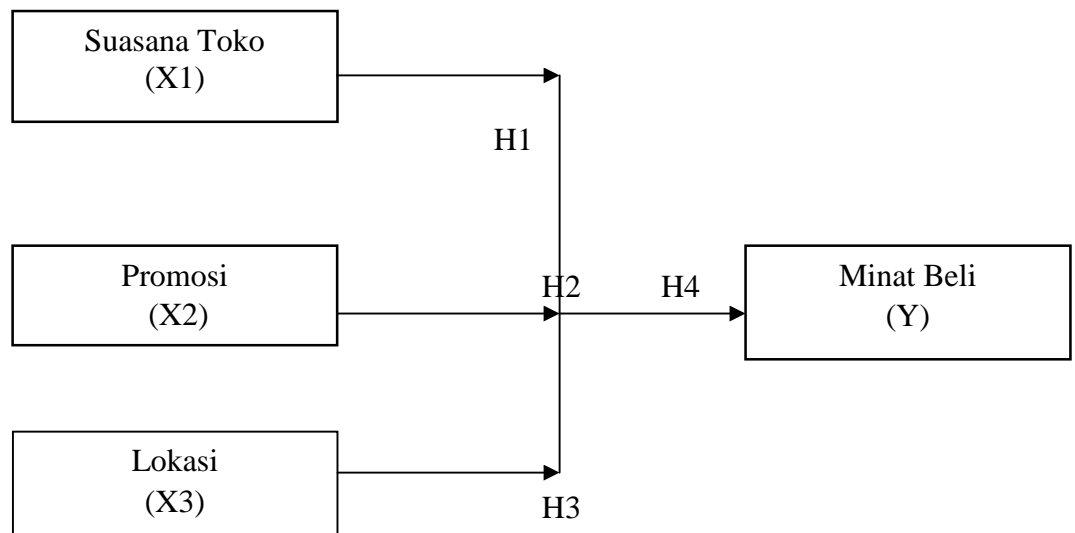 Suasana Toko
(X1)
H1
Promosi
(X2)
H2
H4
Minat Beli
(Y)
Lokasi
(X3)
H3